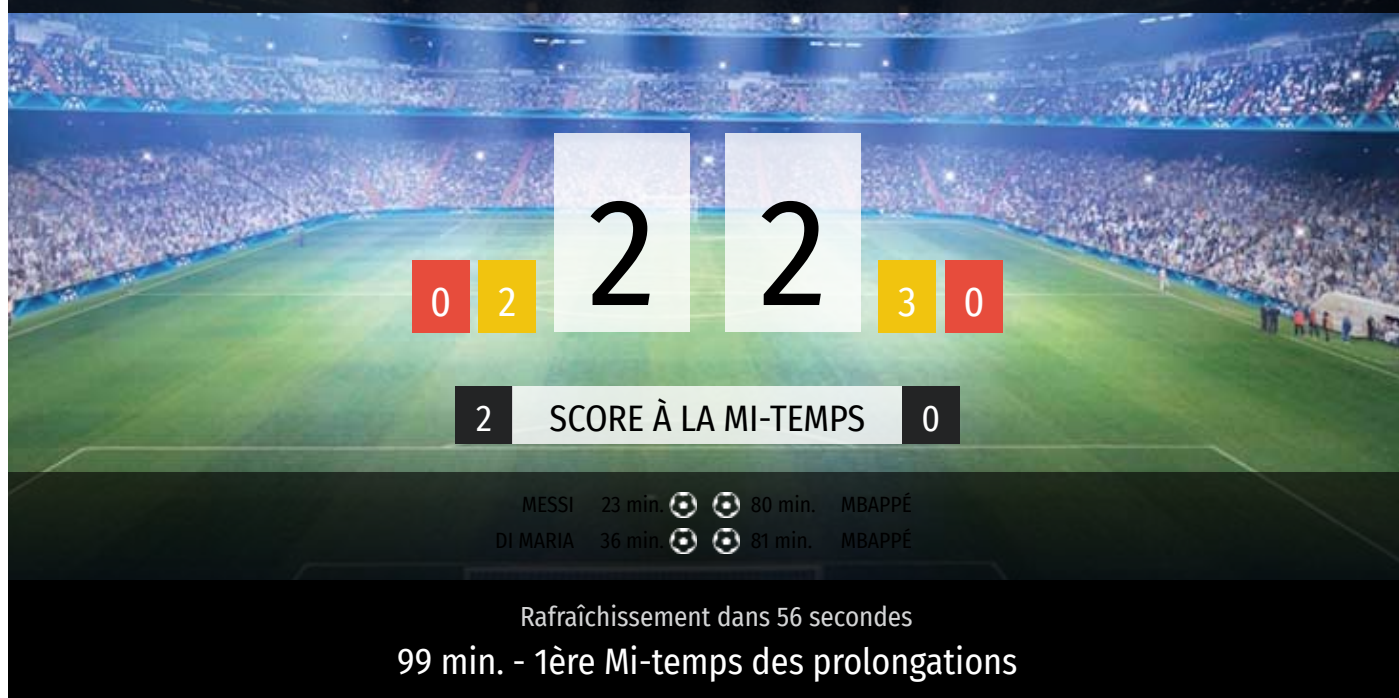 2 2
0 2 3 0
2 SCORE À LA MI-TEMPS 0
MESSI 23 min. 80 min. MBAPPÉ
DI MARIA 36 min. 81 min. MBAPPÉ
Rafraîchissement dans 56 secondes
99 min. - 1ère Mi-temps des prolongations